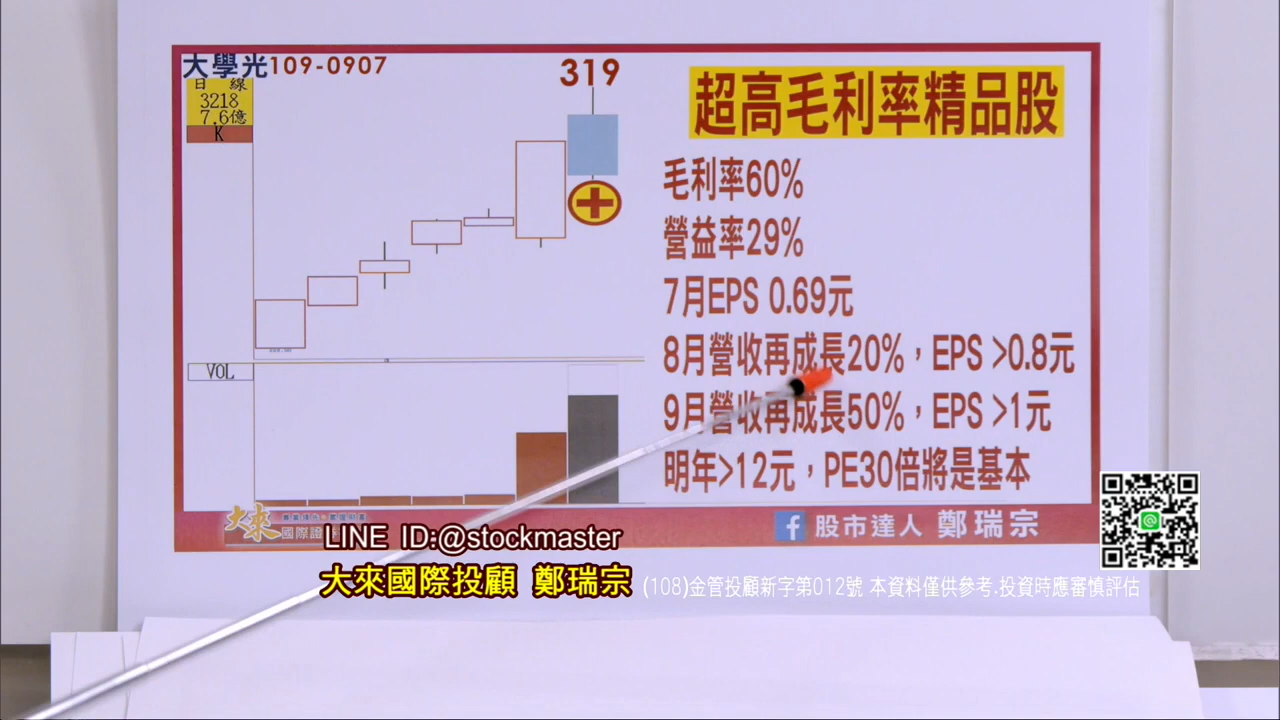 大學光109-0907
日 線
3218
7.6億
K
319
超高毛利率精品股
毛利率60%
營益率29%
7月EPS 0.69元
8月營收再成長20%，EPS >0.8元
9月營收再成長50%，EPS >1元
明年>12元，PE30倍將是基本
VOL
大來
國際證
f 股市達人 鄭瑞宗
LINE ID:@stockmaster
大來國際投顧 鄭瑞宗 (108)金管投顧新字第012號 本資料僅供參考.投資時應審慎評估